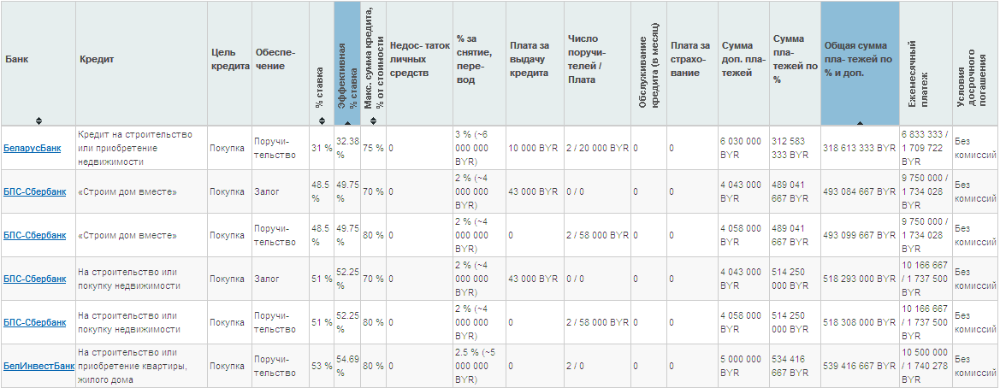 Банк
Кредит
Цель
кредита
Обеспе-
чение
% ставка
Эффективная
% ставка
Макс. сумма кредита,
% от стоимости
Недос- таток
личных
средств
% за
снятие,
пере-
вод
Плата за
выдачу
кредита
Число
поручи-
телей /
Плата
Обслуживание
кредита (в месяц)
Плата за
страхо-
вание
Сумма
доп. пла-
тежей
Сумма
пла-
тежей по
%
Общая сумма
пла- тежей по
% и доп.
Ежемесячный
платеж
Условия
досрочного
погашения
БеларусБанк
Кредит на строительство
или приобретение
недвижимости
Покупка
Поручи-
тельство
31 %
32.38
%
75 %
0
3 % (~6
000 000
BYR)
10 000 BYR
2 / 20 000 BYR
0
0
6 030 000
BYR
312 583
333 BYR
318 613 333 BYR
6 833 333 /
1 709 722
BYR
Без
комиссий
БПС-Сбербанк
«Строим дом вместе»
Покупка
Залог
48.5
%
49.75
%
70 %
0
2 % (~4
000 000
BYR)
43 000 BYR
0 / 0
0
0
4 043 000
BYR
489 041
667 BYR
493 084 667 BYR
9 750 000 /
1 734 028
BYR
Без
комиссий
БПС-Сбербанк
«Строим дом вместе»
Покупка
Поручи-
тельство
48.5
%
49.75
%
80 %
0
2 % (~4
000 000
BYR)
0
2 / 58 000 BYR
0
0
4 058 000
BYR
489 041
667 BYR
493 099 667 BYR
9 750 000 /
1 734 028
BYR
Без
комиссий
БПС-Сбербанк
На строительство или
покупку недвижимости
Покупка
Залог
51 %
52.25
%
70 %
0
2 % (~4
000 000
BYR)
43 000 BYR
0 / 0
0
0
4 043 000
BYR
514 250
000 BYR
518 293 000 BYR
10 166 667
/ 1 737 500
BYR
Без
комиссий
БПС-Сбербанк
На строительство или
покупку недвижимости
Покупка
Поручи-
тельство
51 %
52.25
%
80 %
0
2 % (~4
000 000
BYR)
0
2 / 58 000 BYR
0
0
4 058 000
BYR
514 250
000 BYR
518 308 000 BYR
10 166 667
/ 1 737 500
BYR
Без
комиссий
БелИнвестБанк
На строительство или
приобретение квартиры,
жилого дома
Покупка
Поручи-
тельство
53 %
54.69
%
80 %
0
2.5 % (~5
000 000
BYR)
0
2 / 0
0
0
5 000 000
BYR
534 416
667 BYR
539 416 667 BYR
10 500 000
/ 1 740 278
BYR
Без
комиссий